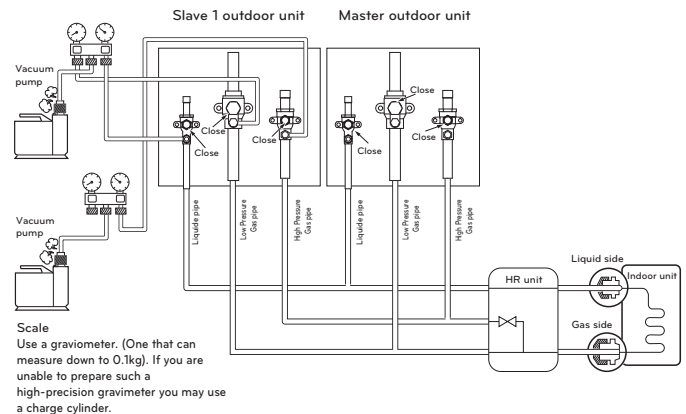 Slave 1 outdoor unit
Master outdoor unit
Vacuum
pump
Close
Close
Close
Close
Close
Close
Liquide pipe
Low Pressure
Gas pipe
High Pressure
Gas pipe
Liquide pipe
Low Pressure
Gas pipe
High Pressure
Gas pipe
Vacuum
pump
HR unit
Liquid side
Indoor unit
Gas side
Scale
Use a graviometer. (One that can
measure down to 0.1kg). If you are
unable to prepare such a
high-precision gravimeter you may use
a charge cylinder.